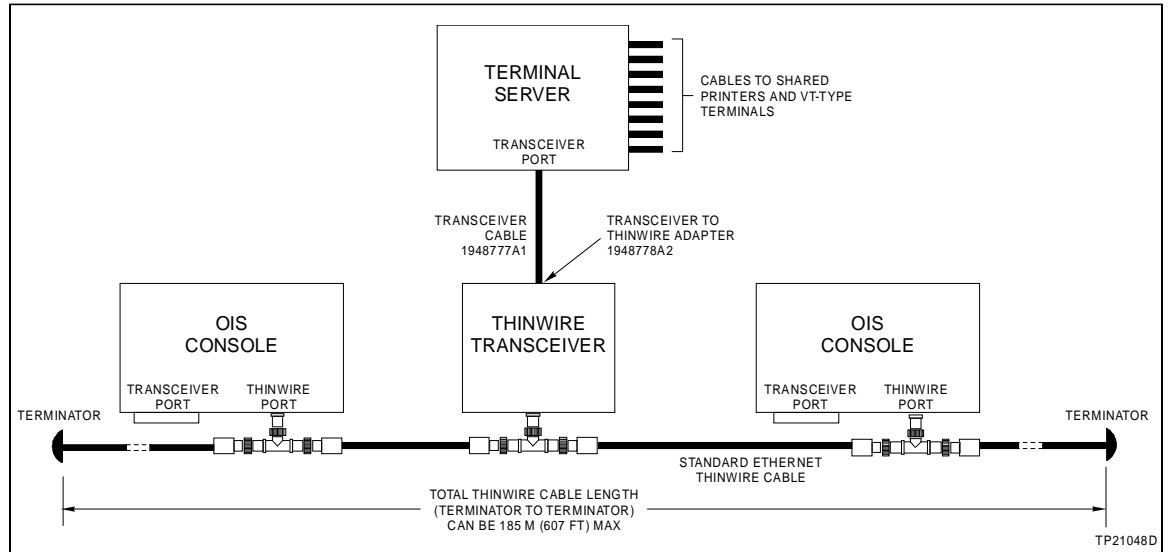 TERMINAL
SERVER
TRANSCEIVER
PORT
CABLES TO SHARED
PRINTERS AND VT-TYPE
TERMINALS
TRANSCEIVER
CABLE
1948777A1
TRANSCEIVER TO
THINWIRE ADAPTER
1948778A2
OIS
CONSOLE
TRANSCEIVER
PORT
THINWIRE
PORT
THINWIRE
TRANSCEIVER
OIS
CONSOLE
TRANSCEIVER
PORT
THINWIRE
PORT
TERMINATOR
TERMINATOR
STANDARD ETHERNET
THINWIRE CABLE
TOTAL THINWIRE CABLE LENGTH
(TERMINATOR TO TERMINATOR)
CAN BE 185 M (607 FT) MAX
TP21048D